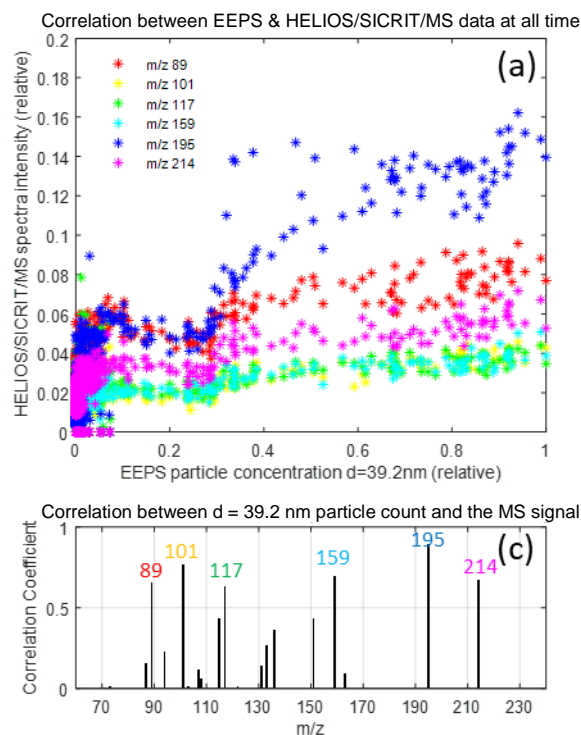 Correlation between EEPS & HELIOS/SICRIT/MS data at all time
(a)
m/z 89
m/z 101
m/z 117
m/z 159
m/z 195
m/z 214
0.2
0.18
0.16
0.14
0.12
0.1
0.08
0.06
0.04
0.02
0
HELIOS/SICRIT/MS spectra intensity (relative)
0 0.2 0.4 0.6 0.8 1
EEPS particle concentration d=39.2nm (relative)
Correlation between d = 39.2 nm particle count and the MS signal
(c)
1
0.5
0
Correlation Coefficient
89 101 117 159 195 214
70 90 110 130 150 170 190 210 230
m/z